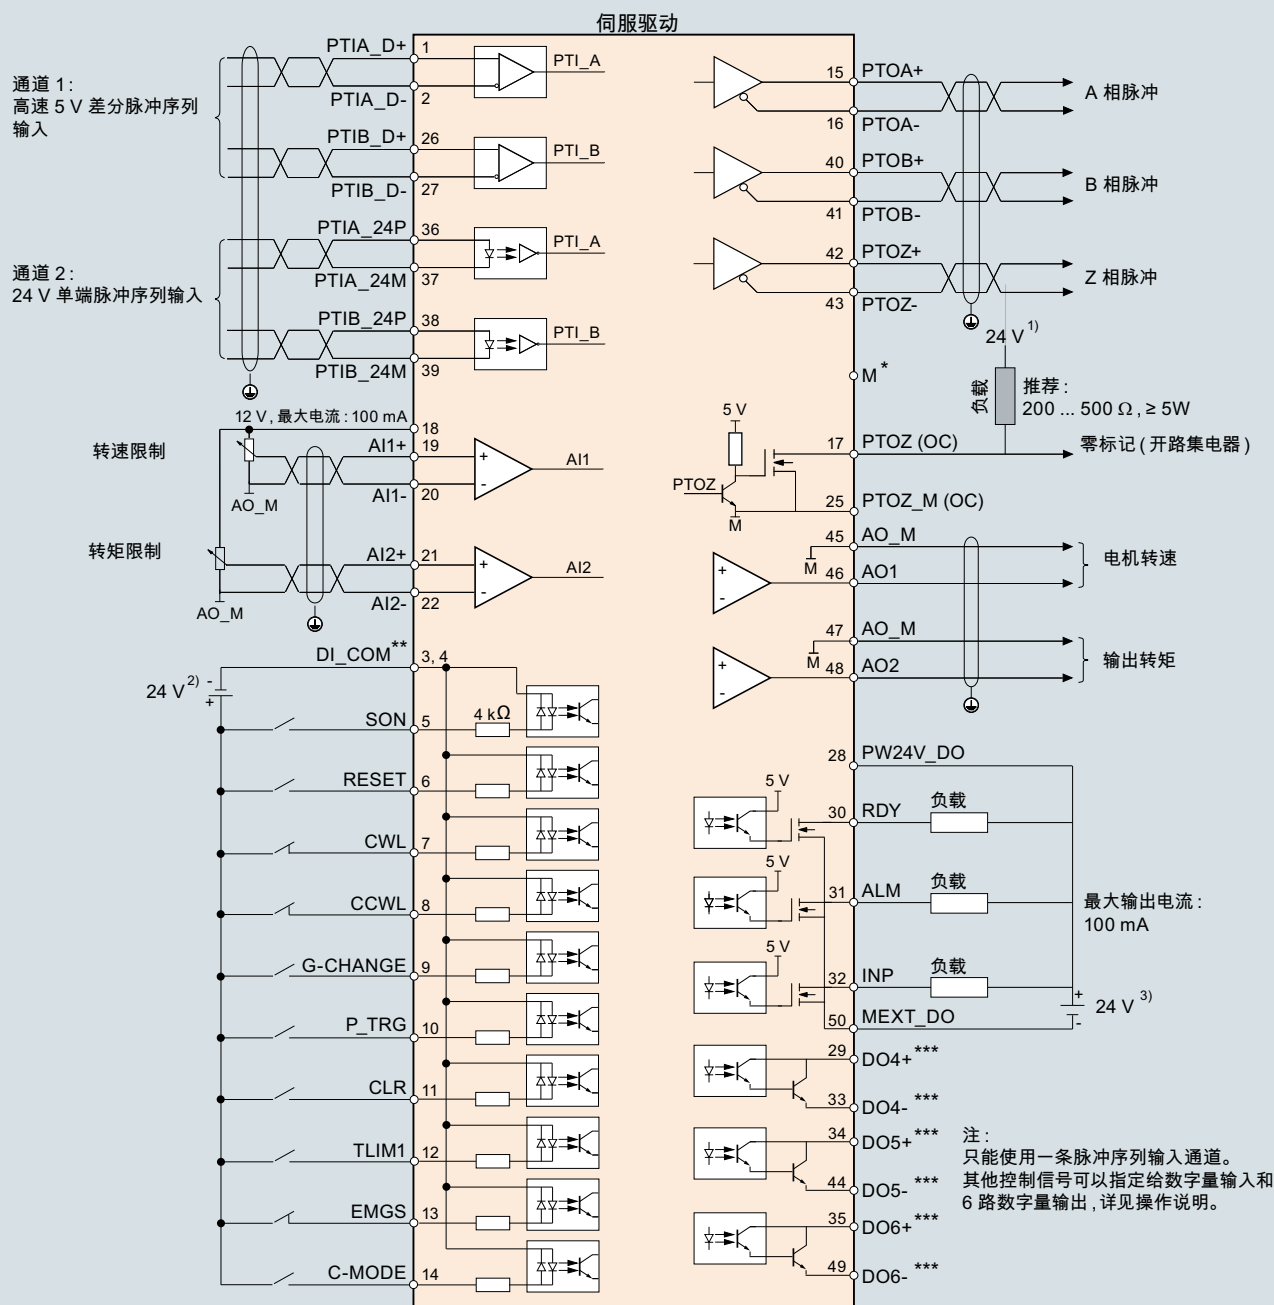 伺服驱动
通道 1 :
高速 5 V 差分脉冲序列
输入
PTIA_D+
1
PTI_A
PTIA_D-
2
PTIB_D+
26
PTI_B
PTIB_D-
27
通道 2 :
24 V 单端脉冲序列输入
PTIA_24P
36
PTI_A
PTIA_24M
37
PTIB_24P
38
PTI_B
PTIB_24M
39
12 V , 最大电流 : 100 mA
18
转速限制
AI1+
19
AI1
AI1-
20
AO_M
转矩限制
AI2+
21
AI2
AI2-
22
AO_M
+
-
+
-
DI_COM**
3, 4
24 V 2)
-
+
SON
5
4 kΩ
RESET
6
CWL
7
CCWL
8
G-CHANGE
9
P_TRG
10
CLR
11
TLIM1
12
EMGS
13
C-MODE
14
15
PTOA+
A 相脉冲
16
PTOA-
40
PTOB+
B 相脉冲
41
PTOB-
42
PTOZ+
Z 相脉冲
43
PTOZ-
24 V 1)
M *
负载
推荐 :
200 ... 500 Ω , ≥ 5W
5 V
17
PTOZ (OC)
零标记 ( 开路集电器 )
PTOZ
M
25
PTOZ_M (OC)
45
AO_M
M
电机转速
46
AO1
+
-
47
AO_M
M
输出转矩
48
AO2
+
-
28
PW24V_DO
5 V
30
RDY
负载
5 V
31
ALM
负载
最大输出电流 :
100 mA
5 V
32
INP
负载
+
24 V 3)
-
50
MEXT_DO
29
DO4+ ***
33
DO4- ***
34
DO5+ ***
44
DO5- ***
35
DO6+ ***
49
DO6- ***
注 :
只能使用一条脉冲序列输入通道。
其他控制信号可以指定给数字量输入和
6 路数字量输出 , 详见操作说明。